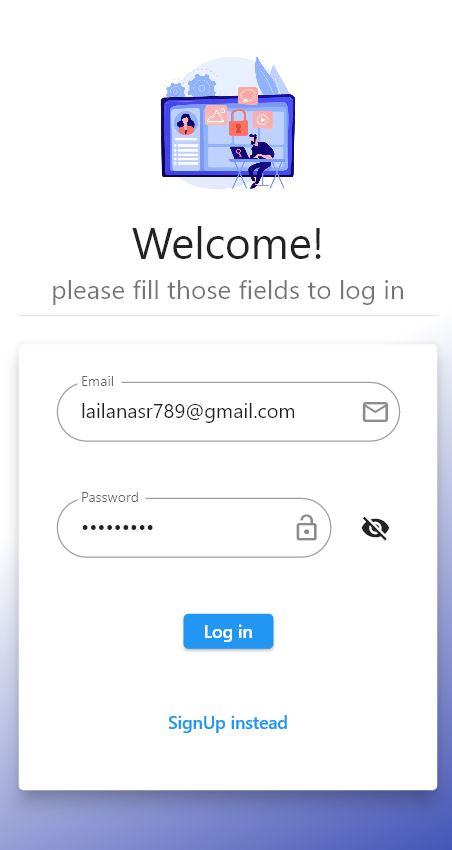 Welcome!
please fill those fields to log in
Email
lailanasr789@gmail.com
Password
•••••••••
Log in
SignUp instead